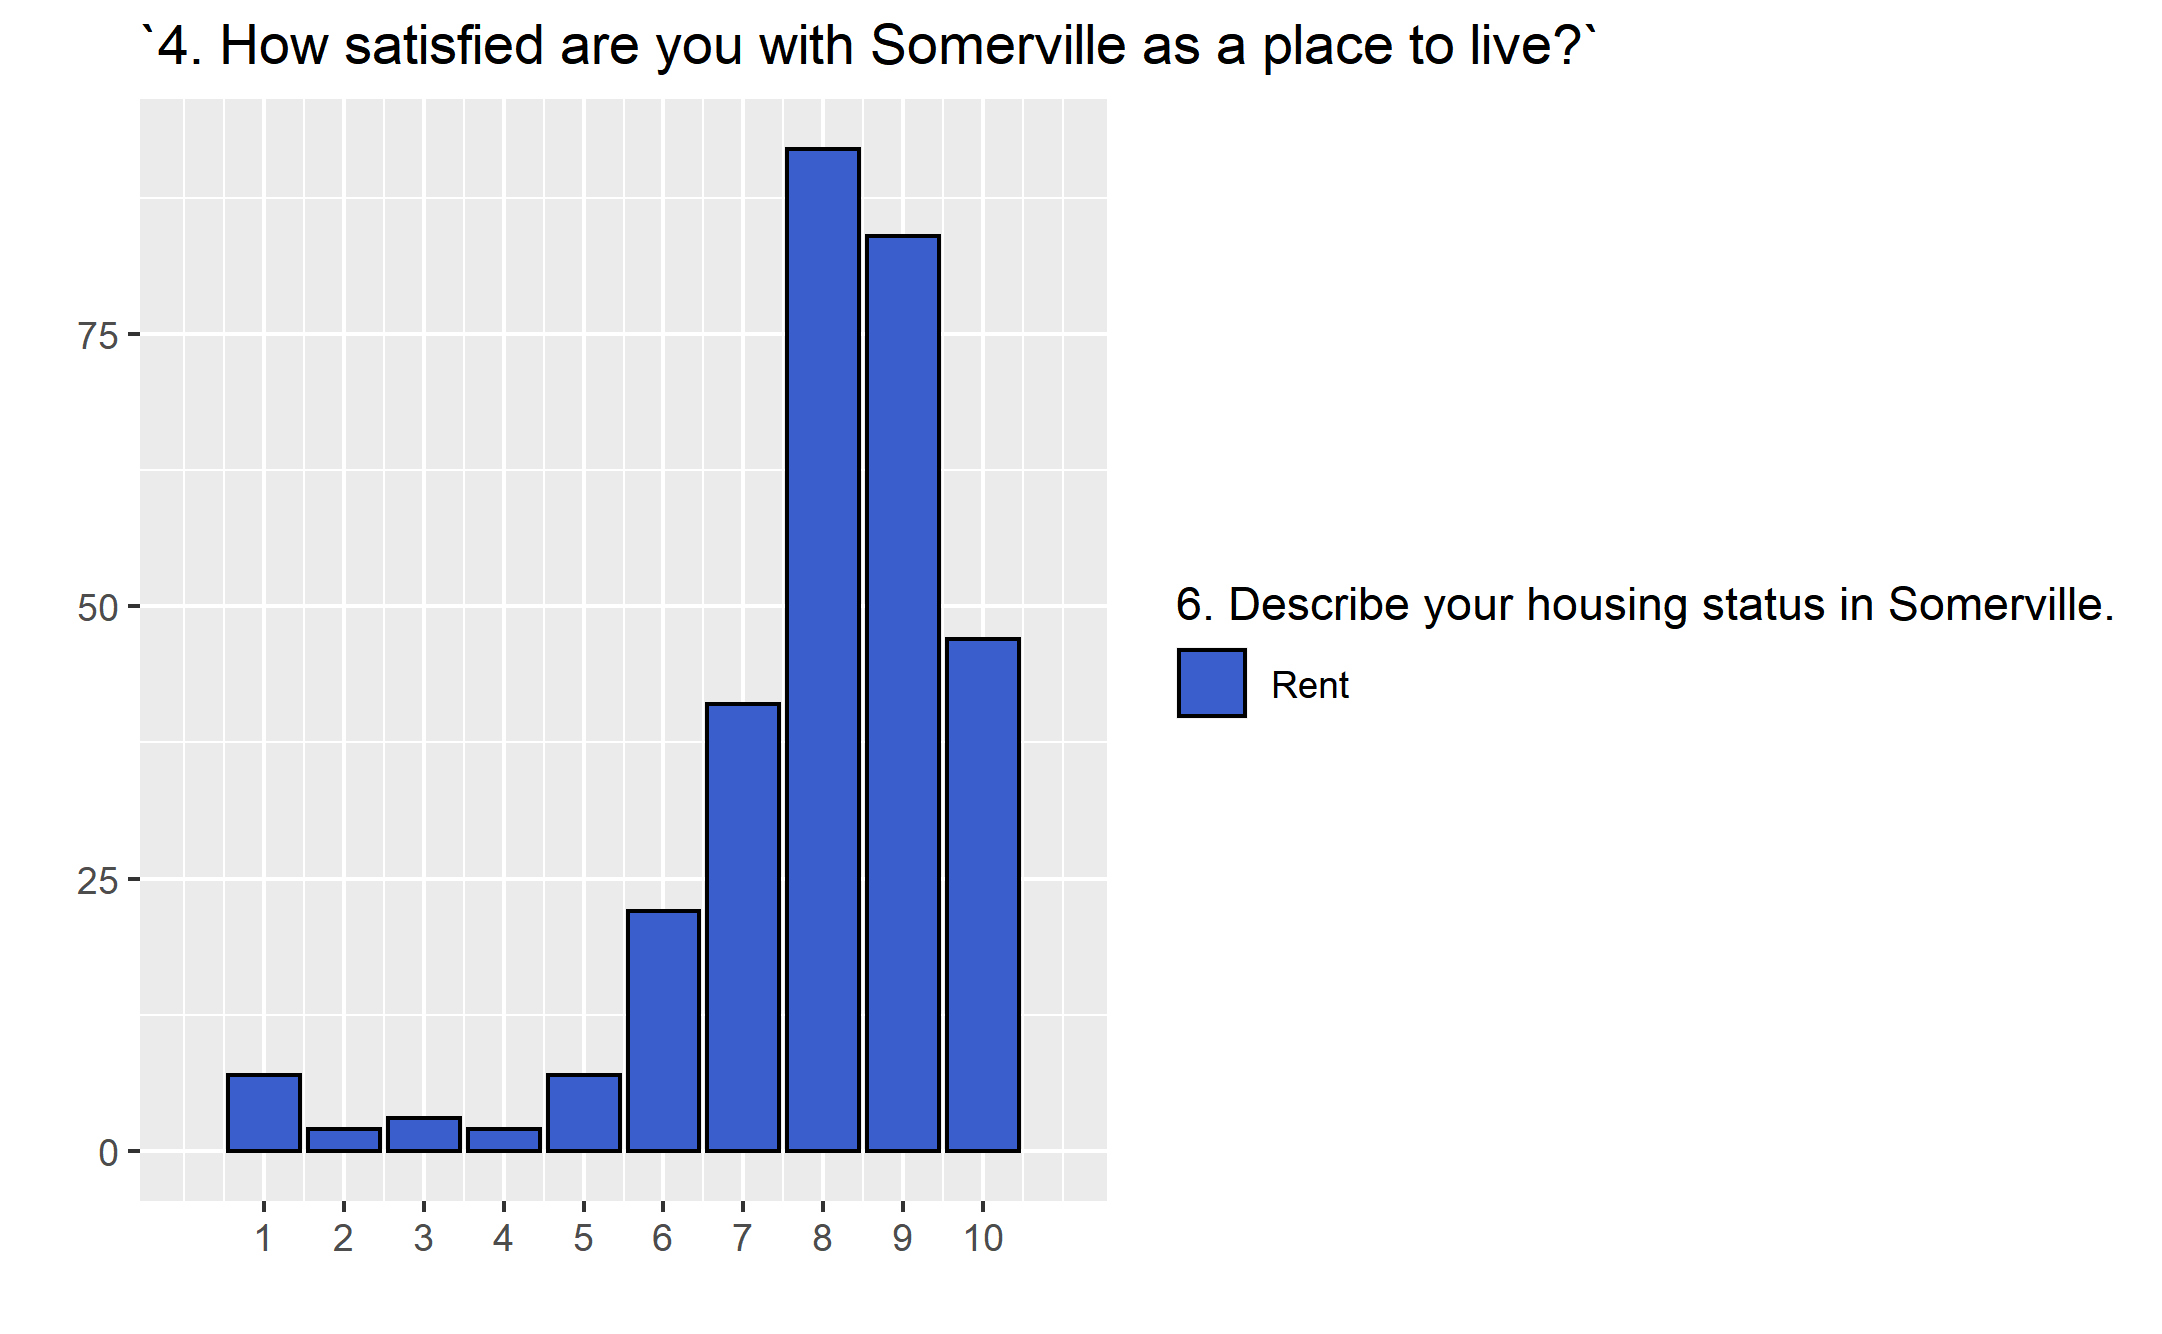 `4. How satisfied are you with Somerville as a place to live?`
75
50
25
0
1 2 3 4 5 6 7 8 9 10
6. Describe your housing status in Somerville.
Rent